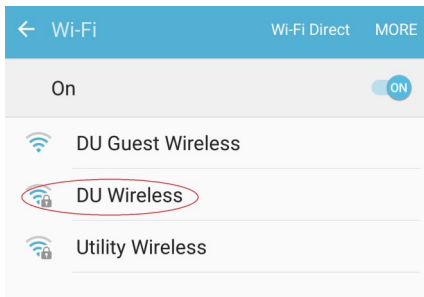 Wi-Fi Wi-Fi Direct MORE
On ON
DU Guest Wireless
DU Wireless
Utility Wireless